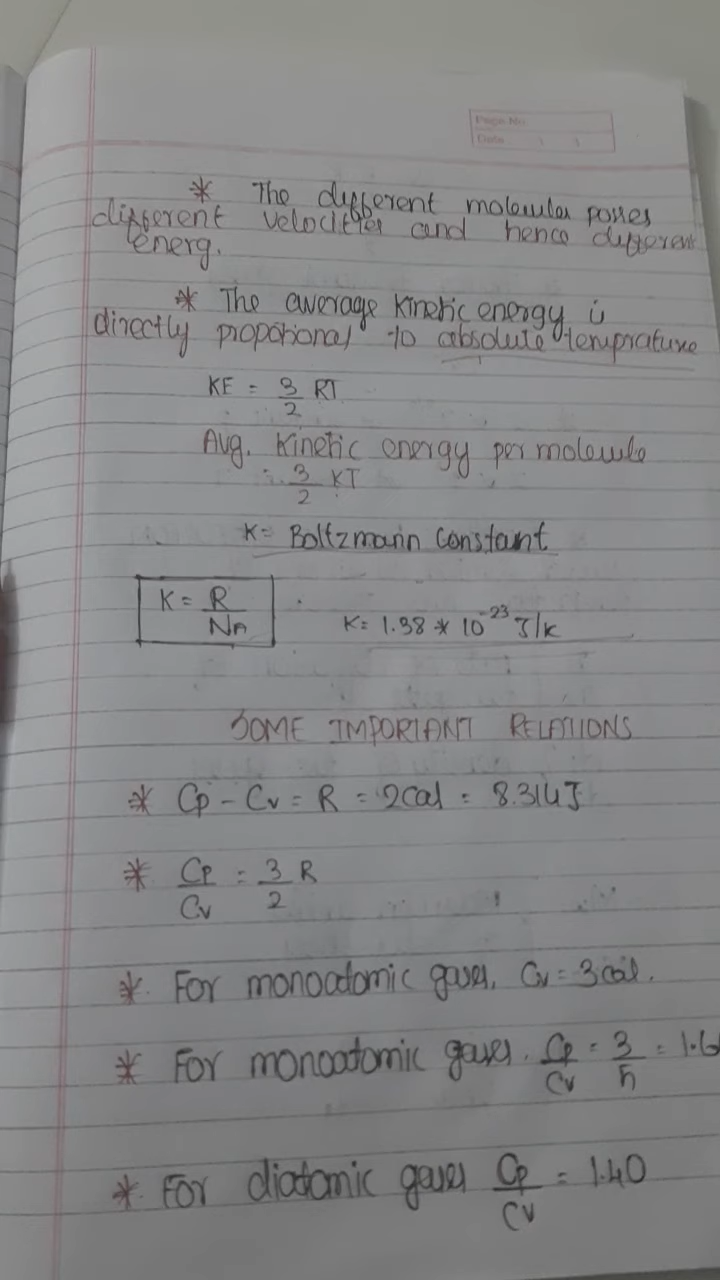 Page No.
Date
* The different molecular posses
different velocities and hence different
energ.
* The average kinetic energy is
directly propotional to absolute temprature
KE = 3/2 RT
Avg. kinetic energy per molecule
= 3/2 KT
K = Boltzmann constant
K = R/NA K = 1.38 * 10⁻²³ J/K
SOME IMPORTANT RELATIONS
* Cp - Cv = R = 2cal = 8.314J
* Cp/Cv = 3/2 R
* For monoatomic gases, Cv = 3cal.
* For monoatomic gases. Cp/Cv = 3/5 = 1.6
* For diatomic gases Cp/Cv = 1.40